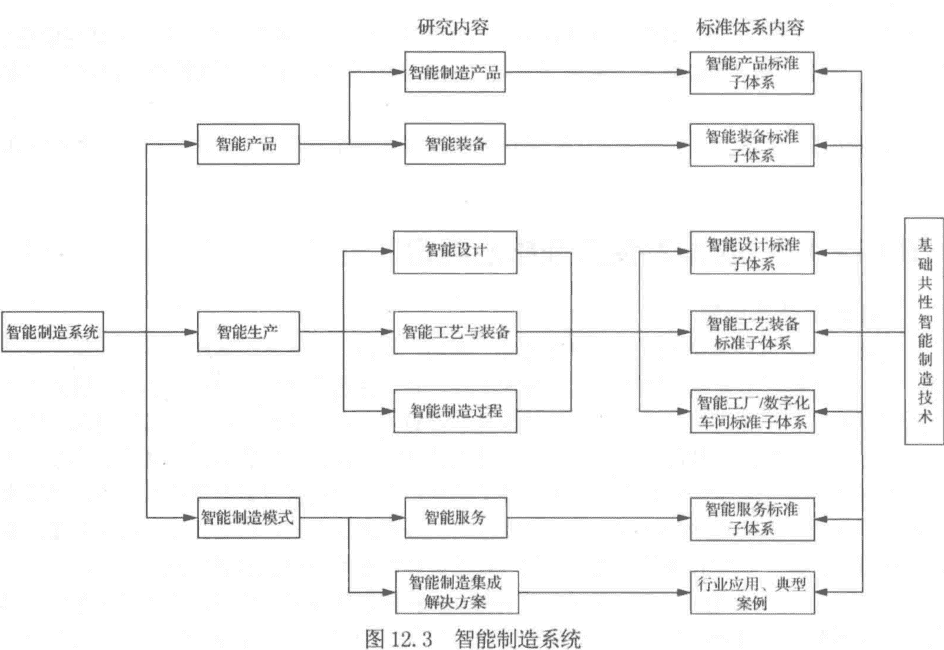 研究内容
标准体系内容
智能制造产品
智能产品标准
子体系
智能产品
智能装备
智能装备标准
子体系
智能设计
智能设计标准
子体系
智能制造系统
智能生产
智能工艺与装备
智能工艺装备
标准子体系
基础共性智能制造技术
智能制造过程
智能工厂/数字化
车间标准子体系
智能制造模式
智能服务
智能服务标准
子体系
智能制造集成
解决方案
行业应用、典型
案例
图12.3 智能制造系统